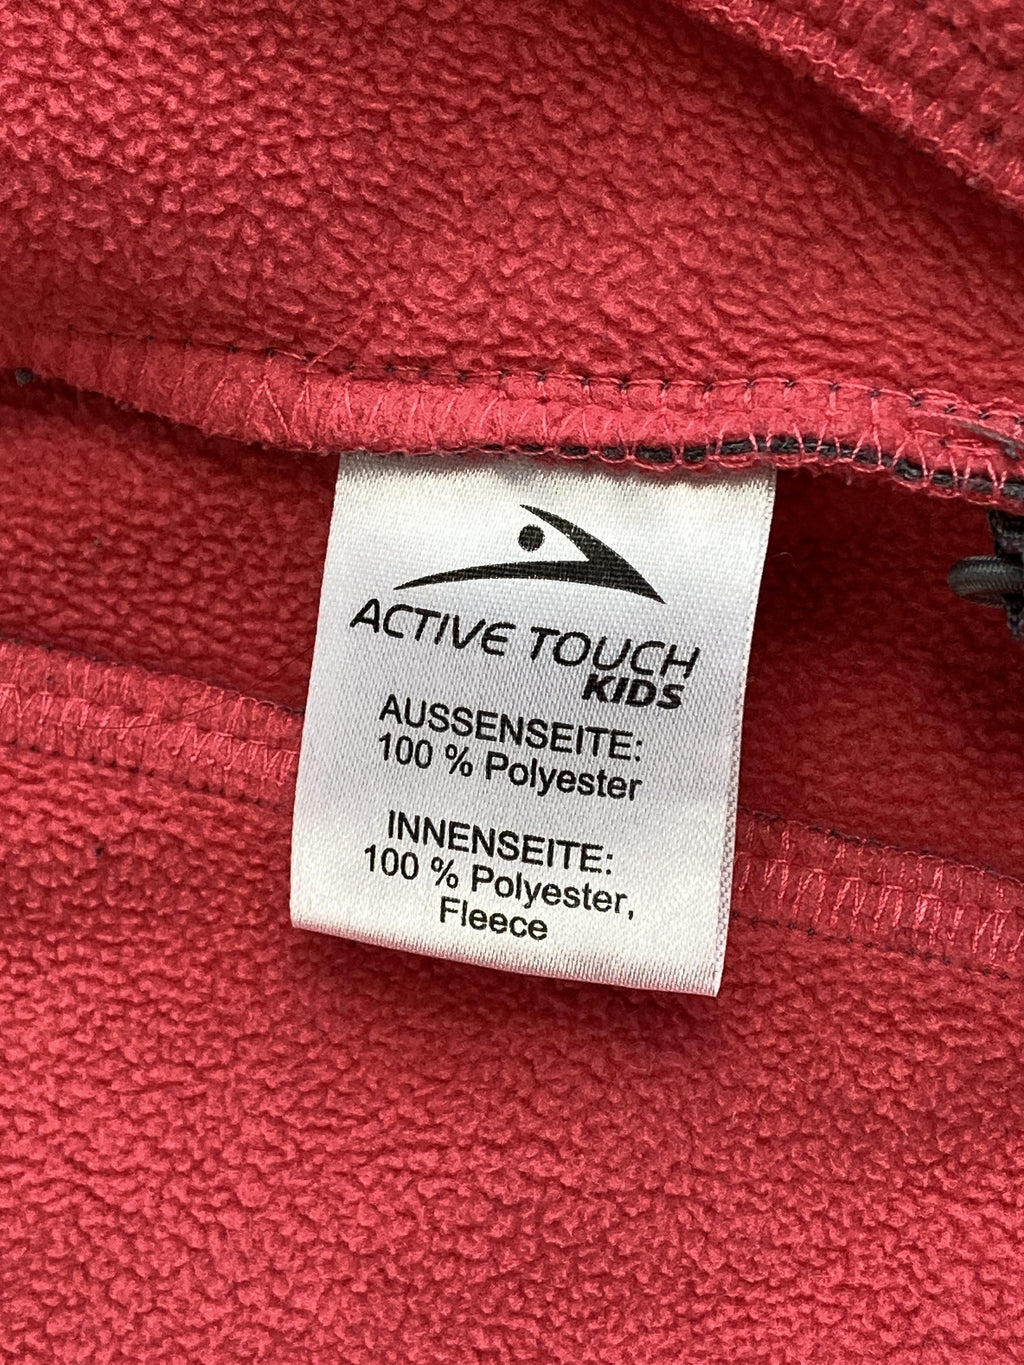 ACTIVE TOUCH
KIDS
AUSSENSEITE:
100 % Polyester
INNENSEITE:
100 % Polyester,
Fleece